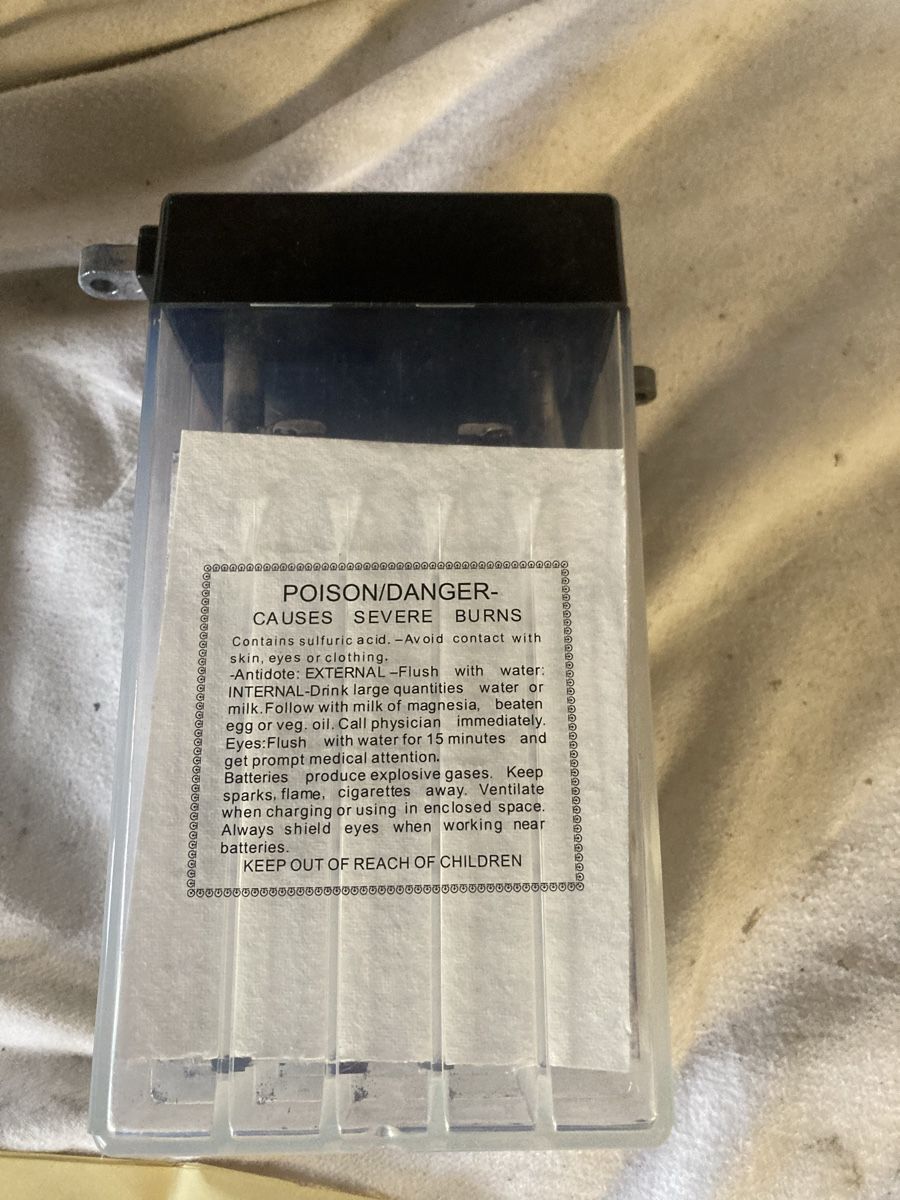 POISON/DANGER-
CAUSES SEVERE BURNS
Contains sulfuric acid. –Avoid contact with
skin, eyes or clothing.
-Antidote: EXTERNAL –Flush with water:
INTERNAL-Drink large quantities water or
milk.Follow with milk of magnesia, beaten
egg or veg. oil. Call physician immediately.
Eyes:Flush with water for 15 minutes and
get prompt medical attention.
Batteries produce explosive gases. Keep
sparks, flame, cigarettes away. Ventilate
when charging or using in enclosed space.
Always shield eyes when working near
batteries.
KEEP OUT OF REACH OF CHILDREN